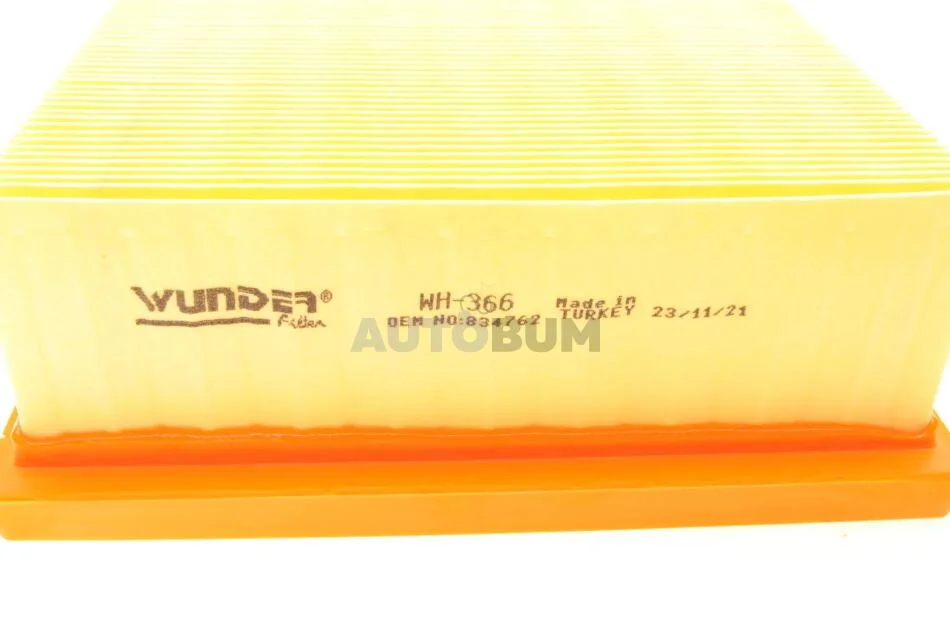 WUNDER®
Filter
WH-366
OEM NO:834762
Made in
TURKEY 23/11/21
AUTOBUM